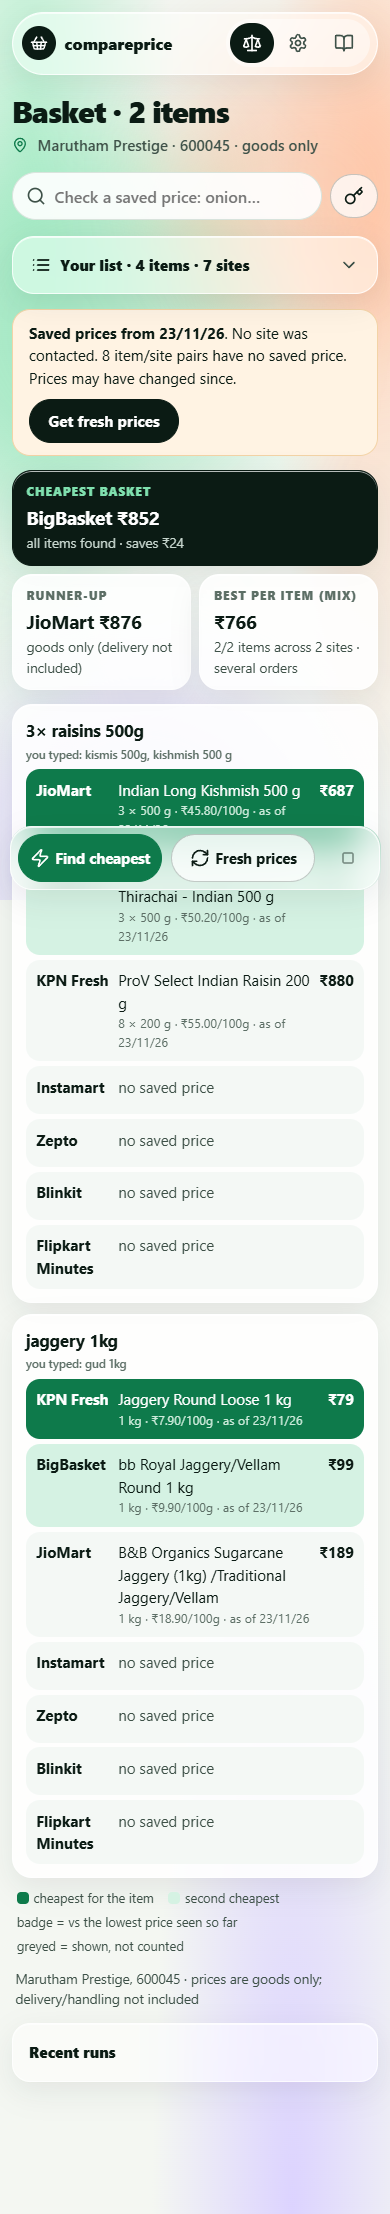 compareprice
Basket · 2 items
Marutham Prestige · 600045 · goods only
Check a saved price: onion...
Your list · 4 items · 7 sites
Saved prices from 23/11/26. No site was
contacted. 8 item/site pairs have no saved price.
Prices may have changed since.
Get fresh prices
CHEAPEST BASKET
BigBasket ₹852
all items found · saves ₹24
RUNNER-UP
JioMart ₹876
goods only (delivery not
included)
BEST PER ITEM (MIX)
₹766
2/2 items across 2 sites ·
several orders
3× raisins 500g
you typed: kismis 500g, kishmish 500 g
JioMart Indian Long Kishmish 500 g ₹687
3 × 500 g · ₹45.80/100g · as of
Find cheapest Fresh prices
Thirachai - Indian 500 g
3 × 500 g · ₹50.20/100g · as of
23/11/26
KPN Fresh ProV Select Indian Raisin 200 ₹880
g
8 × 200 g · ₹55.00/100g · as of
23/11/26
Instamart no saved price
Zepto no saved price
Blinkit no saved price
Flipkart no saved price
Minutes
jaggery 1kg
you typed: gud 1kg
KPN Fresh Jaggery Round Loose 1 kg ₹79
1 kg · ₹7.90/100g · as of 23/11/26
BigBasket bb Royal Jaggery/Vellam ₹99
Round 1 kg
1 kg · ₹9.90/100g · as of 23/11/26
JioMart B&B Organics Sugarcane ₹189
Jaggery (1kg) /Traditional
Jaggery/Vellam
1 kg · ₹18.90/100g · as of 23/11/26
Instamart no saved price
Zepto no saved price
Blinkit no saved price
Flipkart no saved price
Minutes
cheapest for the item second cheapest
badge = vs the lowest price seen so far
greyed = shown, not counted
Marutham Prestige, 600045 · prices are goods only;
delivery/handling not included
Recent runs